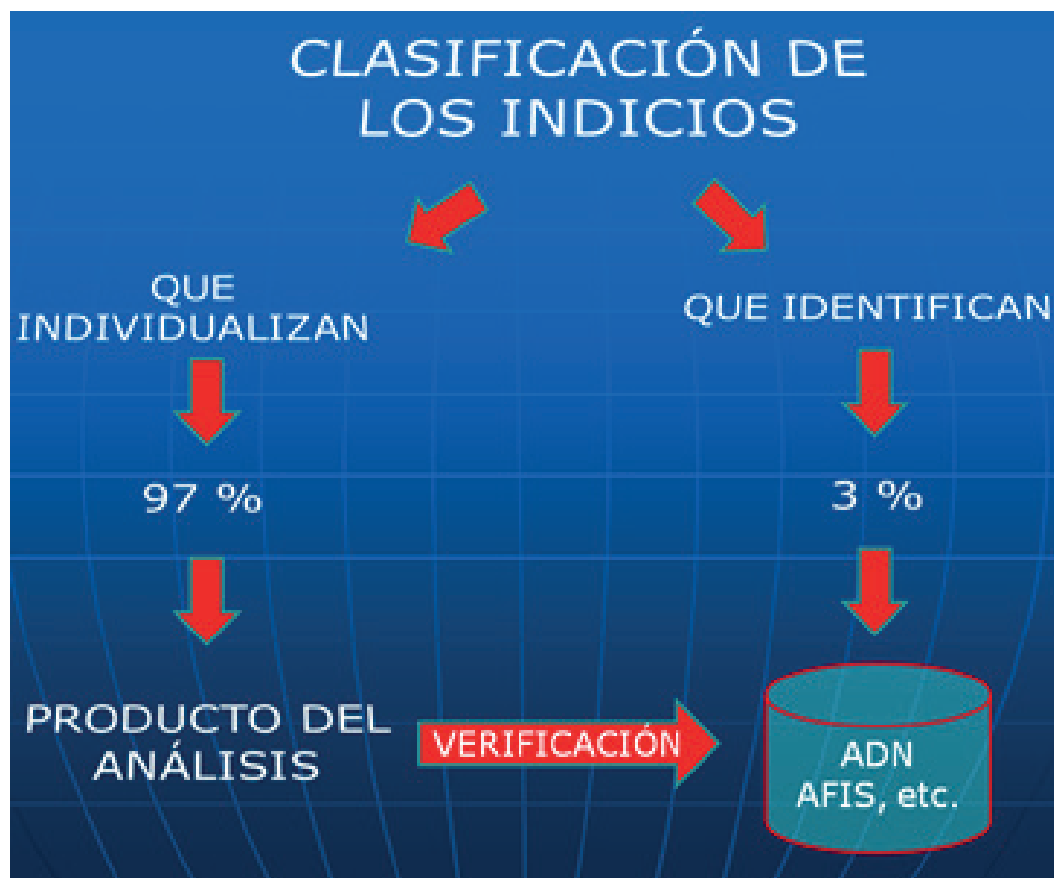 CLASIFICACIÓN DE
LOS INDICIOS
QUE
INDIVIDUALIZAN
QUE IDENTIFICAN
97 %
3 %
PRODUCTO DEL
ANÁLISIS
VERIFICACIÓN
ADN
AFIS, etc.